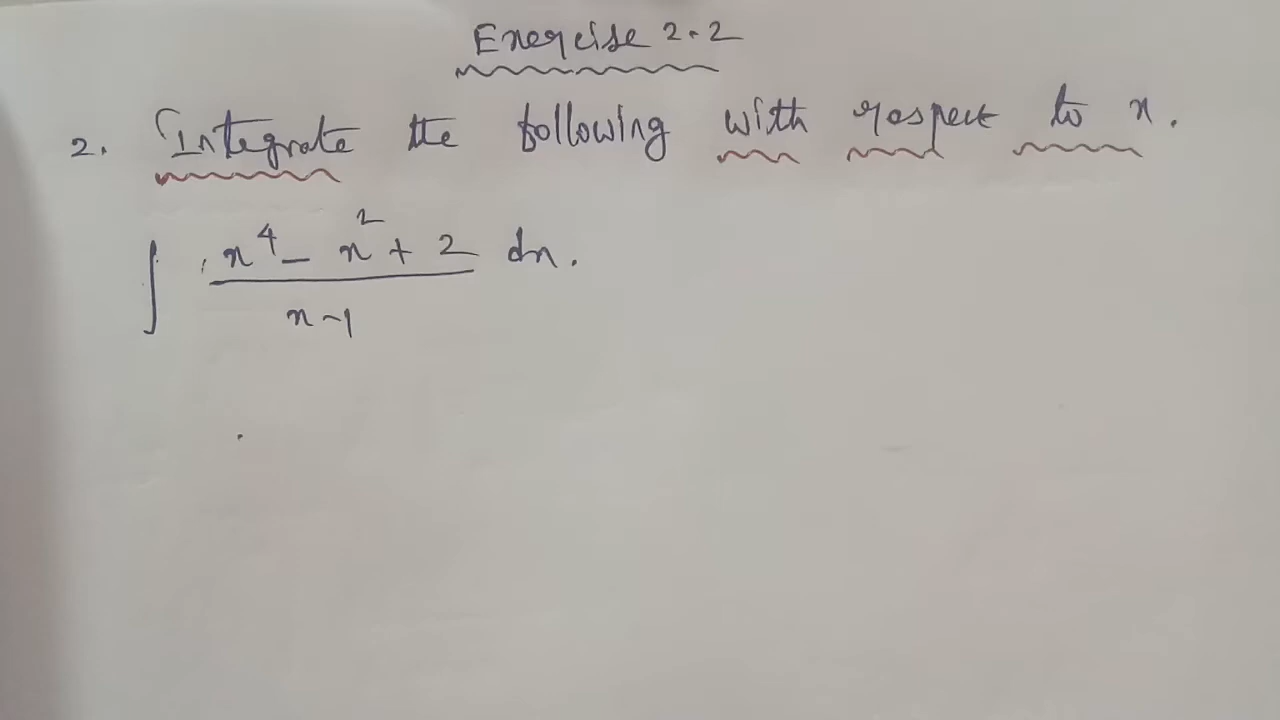 Exercise 2.2
2. Integrate the following with respect to x.
∫ x⁴ - x² + 2 dx.
x-1